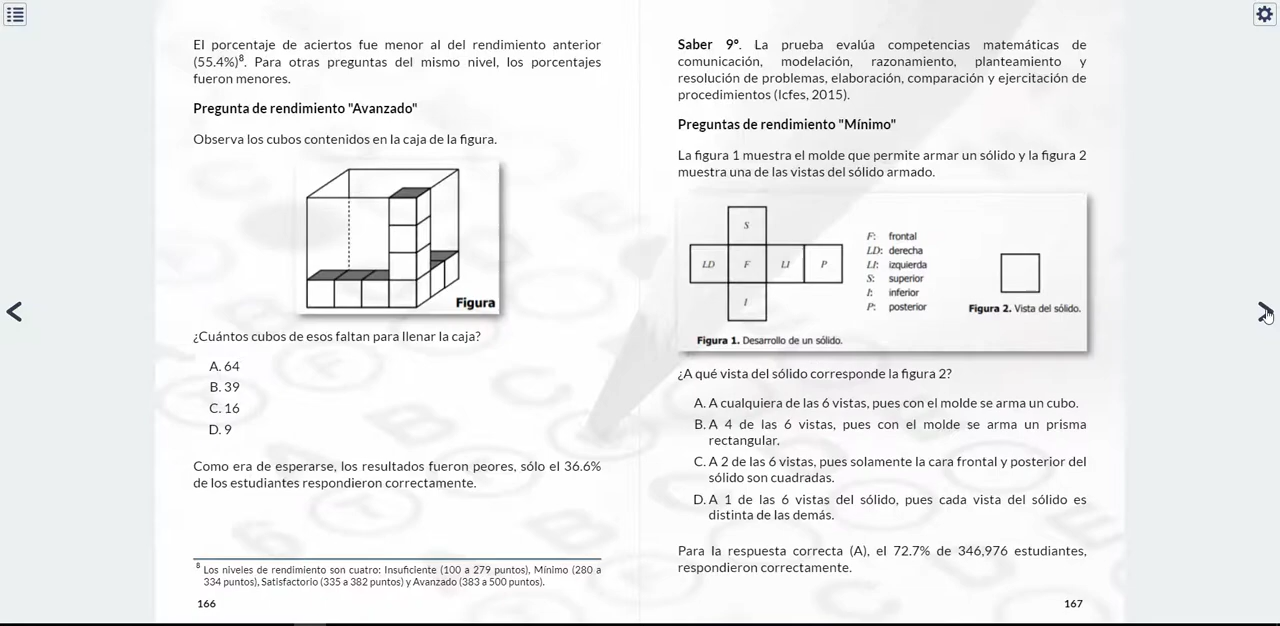 El porcentaje de aciertos fue menor al del rendimiento anterior
(55.4%)⁸. Para otras preguntas del mismo nivel, los porcentajes
fueron menores.
Pregunta de rendimiento "Avanzado"
Observa los cubos contenidos en la caja de la figura.
Figura
¿Cuántos cubos de esos faltan para llenar la caja?
A. 64
B. 39
C. 16
D. 9
Como era de esperarse, los resultados fueron peores, sólo el 36.6%
de los estudiantes respondieron correctamente.
⁸ Los niveles de rendimiento son cuatro: Insuficiente (100 a 279 puntos), Mínimo (280 a
334 puntos), Satisfactorio (335 a 382 puntos) y Avanzado (383 a 500 puntos).
166
Saber 9°. La prueba evalúa competencias matemáticas de
comunicación, modelación, razonamiento, planteamiento y
resolución de problemas, elaboración, comparación y ejercitación de
procedimientos (Icfes, 2015).
Preguntas de rendimiento "Mínimo"
La figura 1 muestra el molde que permite armar un sólido y la figura 2
muestra una de las vistas del sólido armado.
S
LD F LI P
I
Figura 1. Desarrollo de un sólido.
F: frontal
LD: derecha
LI: izquierda
S: superior
I: inferior
P: posterior
Figura 2. Vista del sólido.
¿A qué vista del sólido corresponde la figura 2?
A. A cualquiera de las 6 vistas, pues con el molde se arma un cubo.
B. A 4 de las 6 vistas, pues con el molde se arma un prisma
rectangular.
C. A 2 de las 6 vistas, pues solamente la cara frontal y posterior del
sólido son cuadradas.
D. A 1 de las 6 vistas del sólido, pues cada vista del sólido es
distinta de las demás.
Para la respuesta correcta (A), el 72.7% de 346,976 estudiantes,
respondieron correctamente.
167